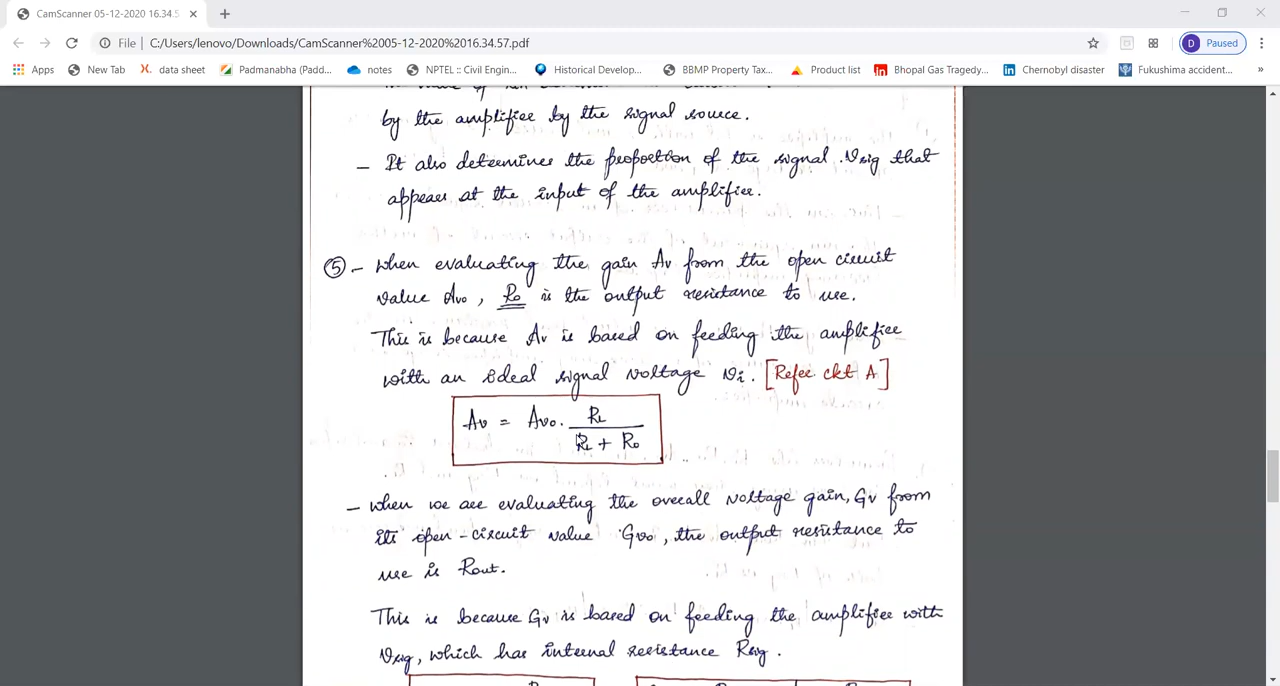 CamScanner 05-12-2020 16.34.5
File | C:/Users/lenovo/Downloads/CamScanner%2005-12-2020%2016.34.57.pdf
D Paused
Apps New Tab data sheet Padmanabha (Padd... notes NPTEL :: Civil Engin... Historical Develop... BBMP Property Tax... Product list Bhopal Gas Tragedy... Chernobyl disaster Fukushima accident... »
by the amplifier by the signal source.
– It also determines the proportion of the signal vsig that
appears at the input of the amplifier.
⑤ – When evaluating the gain Av from the open circuit
value Avo, Ro is the output resistance to use.
This is because Av is based on feeding the amplifier
with an ideal signal voltage vi. [Refer ckt A]
Av = Avo. RL / RL + Ro
– When we are evaluating the overall voltage gain, Gv from
its open-circuit value Gvo, the output resistance to
use is Rout.
This is because Gv is based on feeding the amplifier with
vsig, which has internal resistance Rsig.